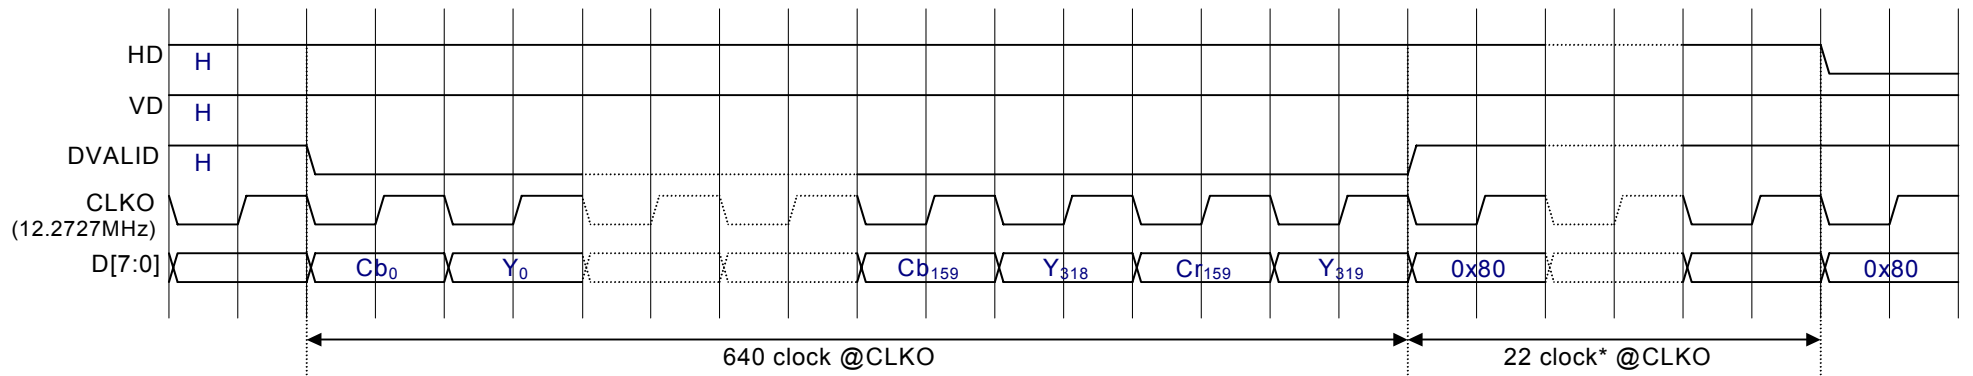 HD
H
VD
H
DVALID
H
CLKO
(12.2727MHz)
D[7:0]
Cb₀ Y₀ Cb₁₅₉ Y₃₁₈ Cr₁₅₉ Y₃₁₉ 0x80 0x80
640 clock @CLKO 22 clock* @CLKO